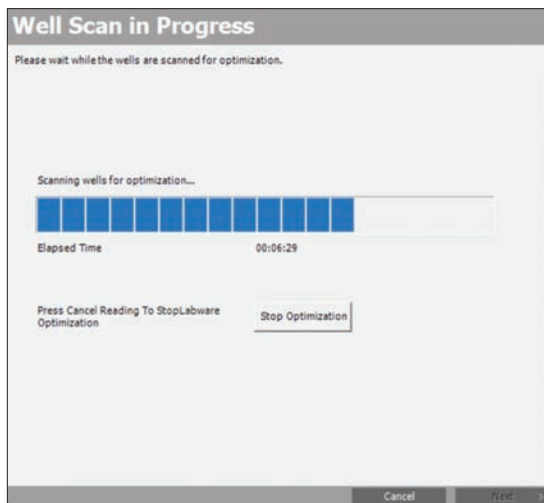 Well Scan in Progress
Please wait while the wells are scanned for optimization.
Scanning wells for optimization...
Elapsed Time 00:06:29
Press Cancel Reading To StopLabware
Optimization
Stop Optimization
Cancel Next